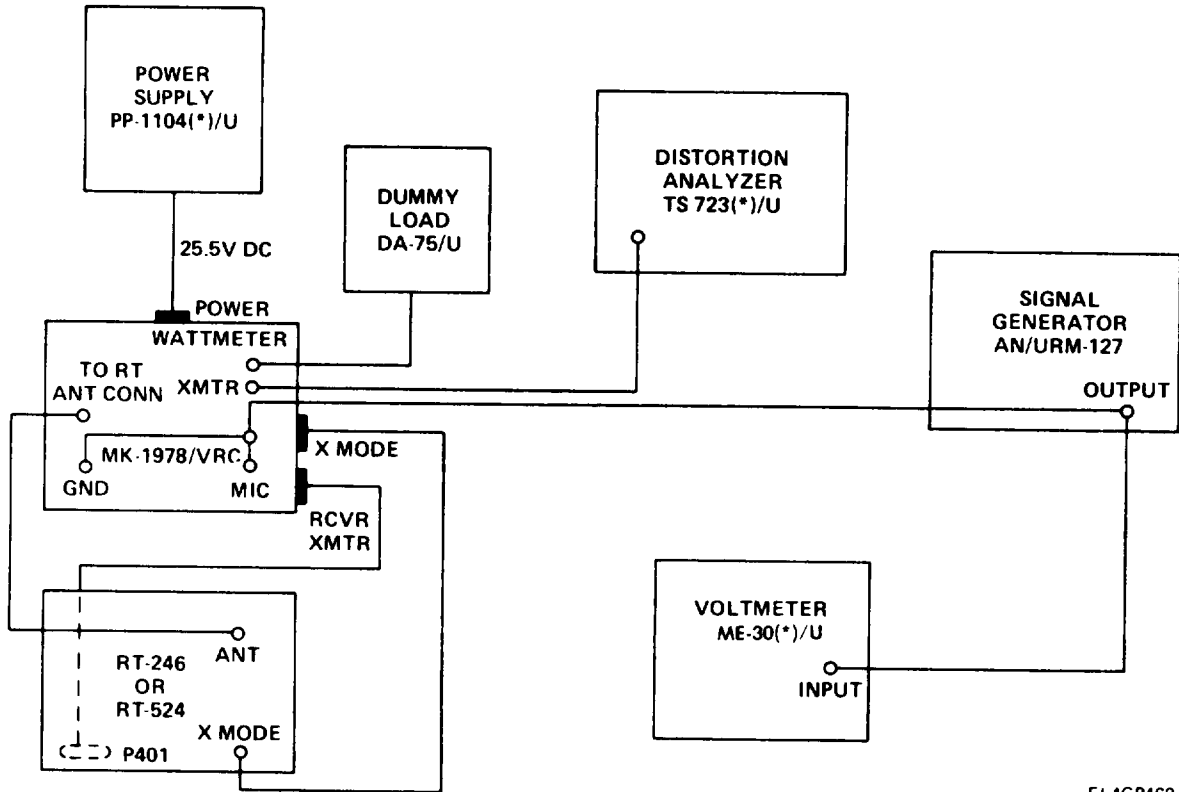 POWER
SUPPLY
PP-1104(*)/U
25.5V DC
DUMMY
LOAD
DA-75/U
DISTORTION
ANALYZER
TS 723(*)/U
SIGNAL
GENERATOR
AN/URM-127
OUTPUT
POWER
WATTMETER
TO RT
ANT CONN
XMTR
MK-1978/VRC
GND
MIC
X MODE
RCVR
XMTR
VOLTMETER
ME-30(*)/U
INPUT
ANT
RT-246
OR
RT-524
X MODE
P401